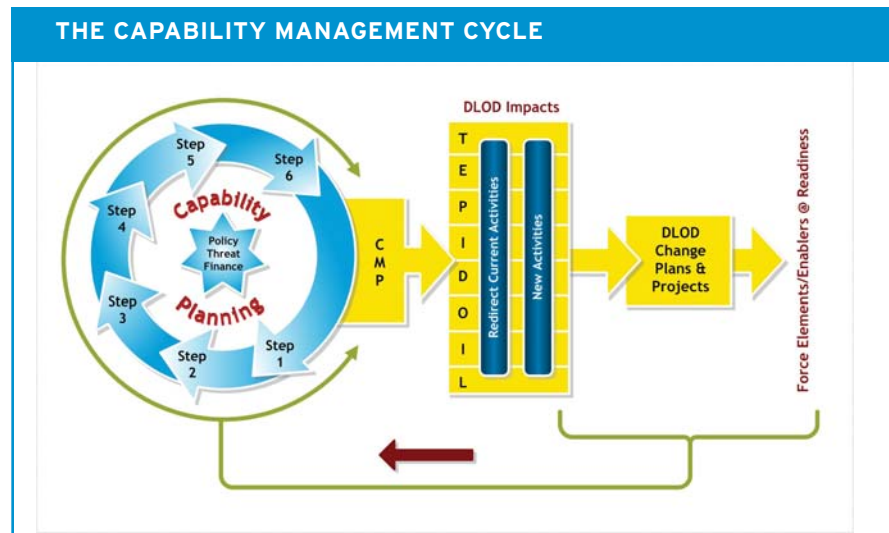 THE CAPABILITY MANAGEMENT CYCLE
Step
1
Step
2
Step
3
Step
4
Step
5
Step
6
Capability
Policy
Threat
Finance
Planning
C
M
P
DLOD Impacts
T
E
P
I
D
O
I
L
Redirect Current Activities
New Activities
DLOD
Change
Plans &
Projects
Force Elements/Enablers @ Readiness